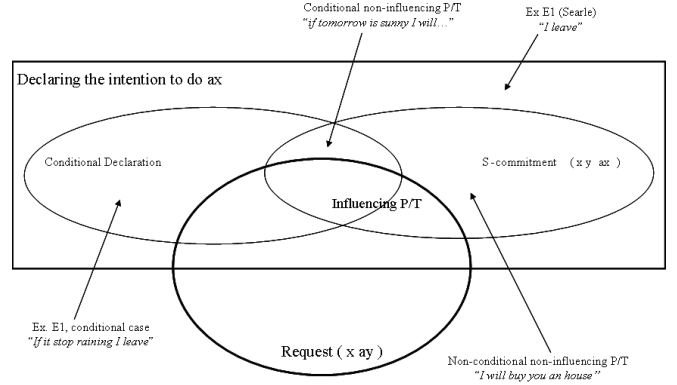 Conditional non-influencing P/T
“if tomorrow is sunny I will…”
Ex E1 (Searle)
“I leave”
Declaring the intention to do ax
Conditional Declaration
S-commitment ( x y ax )
Influencing P/T
Ex. E1, conditional case
“If it stop raining I leave”
Request ( x ay )
Non-conditional non-influencing P/T
“I will buy you an house”